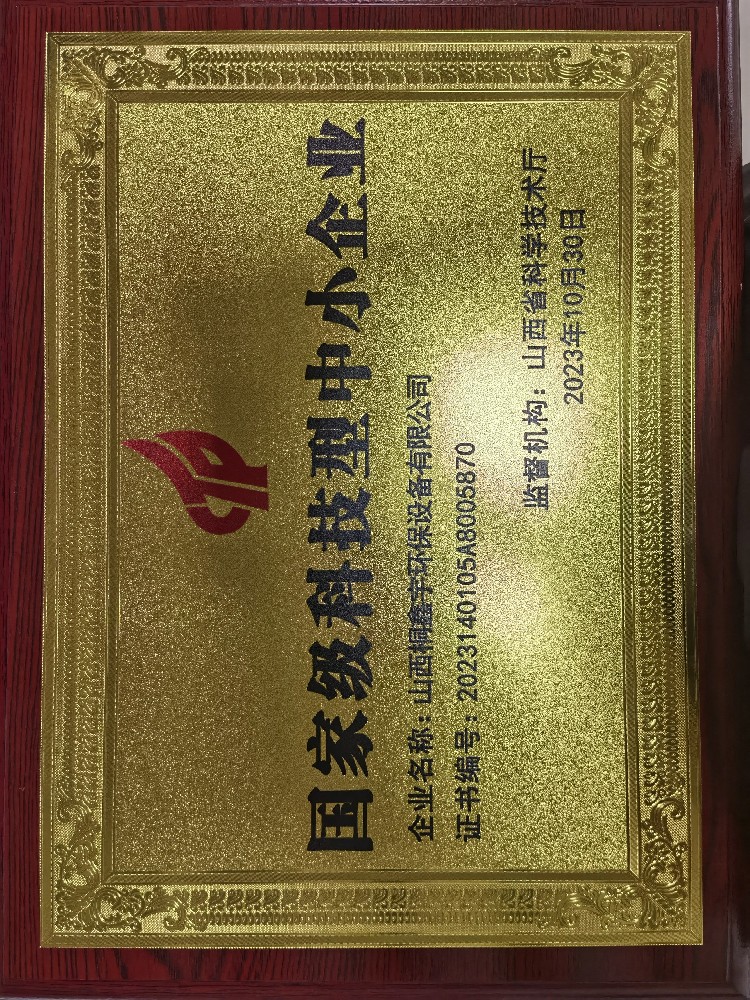 国家级科技型中小企业
企业名称：山西桐鑫宇环保设备有限公司
证书编号：2023140105A8005870
监督机构：山西省科学技术厅
2023年10月30日